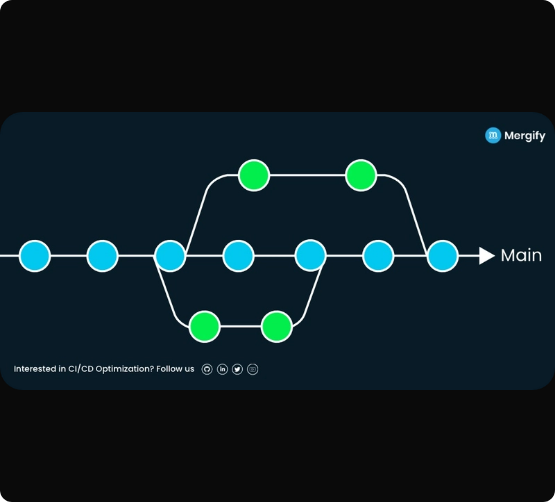 Mergify
Main
Interested in CI/CD Optimization? Follow us